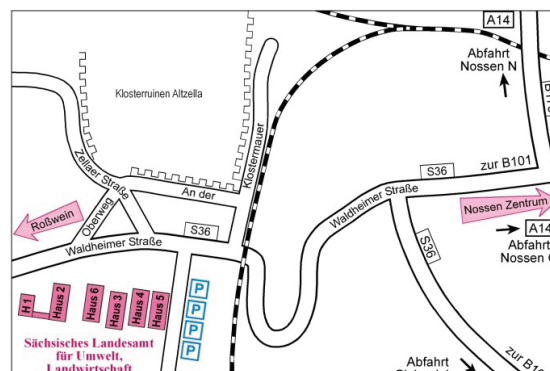 A14
Abfahrt
Nossen N
Klosterruinen Altzella
Klostermauer
Zellaer Straße
An der
S36
zur B101
Waldheimer Straße
Roßwein
Oberweg
S36
Nossen Zentrum
Waldheimer Straße
A14
Abfahrt
Nossen
S36
H 1
Haus 2
Haus 6
Haus 3
Haus 4
Haus 5
P
P
P
P
Sächsisches Landesamt
für Umwelt,
Landwirtschaft
zur
Abfahrt